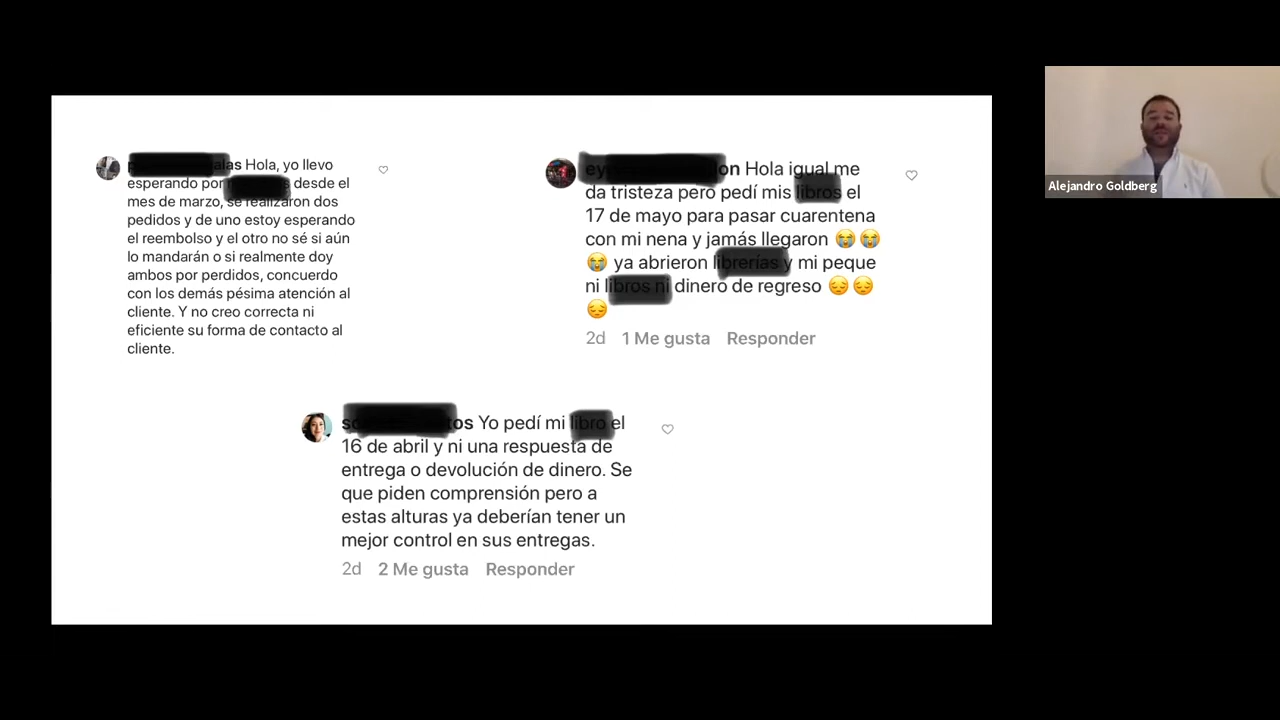 Hola, yo llevo
esperando por desde el
mes de marzo, se realizaron dos
pedidos y de uno estoy esperando
el reembolso y el otro no sé si aún
lo mandarán o si realmente doy
ambos por perdidos, concuerdo
con los demás pésima atención al
cliente. Y no creo correcta ni
eficiente su forma de contacto al
cliente.
Hola igual me
da tristeza pero pedí mis libros el
17 de mayo para pasar cuarentena
con mi nena y jamás llegaron 😭😭
😭 ya abrieron librerías y mi peque
ni libros ni dinero de regreso 😔😔
😔
2d 1 Me gusta Responder
Yo pedí mi libro el
16 de abril y ni una respuesta de
entrega o devolución de dinero. Se
que piden comprensión pero a
estas alturas ya deberían tener un
mejor control en sus entregas.
2d 2 Me gusta Responder
Alejandro Goldberg